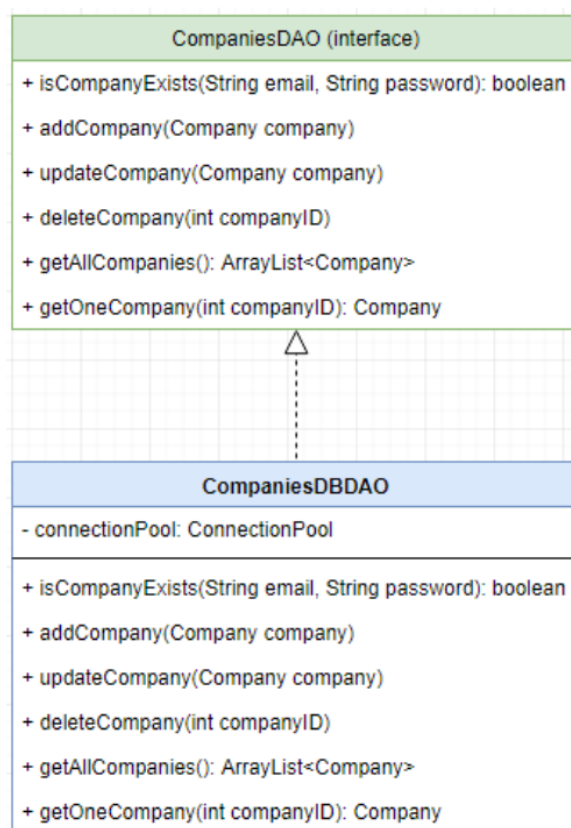 CompaniesDAO (interface)
+ isCompanyExists(String email, String password): boolean
+ addCompany(Company company)
+ updateCompany(Company company)
+ deleteCompany(int companyID)
+ getAllCompanies(): ArrayList<Company>
+ getOneCompany(int companyID): Company
CompaniesDBDAO
- connectionPool: ConnectionPool
+ isCompanyExists(String email, String password): boolean
+ addCompany(Company company)
+ updateCompany(Company company)
+ deleteCompany(int companyID)
+ getAllCompanies(): ArrayList<Company>
+ getOneCompany(int companyID): Company